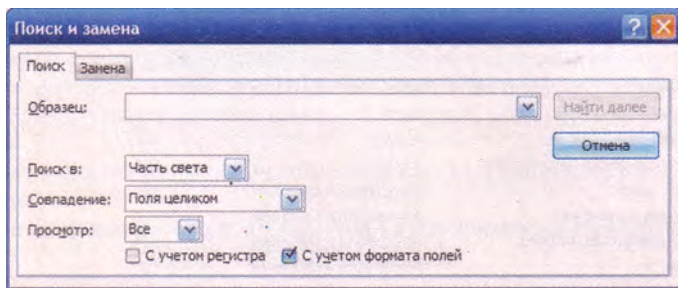 Поиск и замена
Поиск Замена
Образец: Найти далее
Отмена
Поиск в: Часть света
Совпадение: Поля целиком
Просмотр: Все
С учетом регистра С учетом формата полей